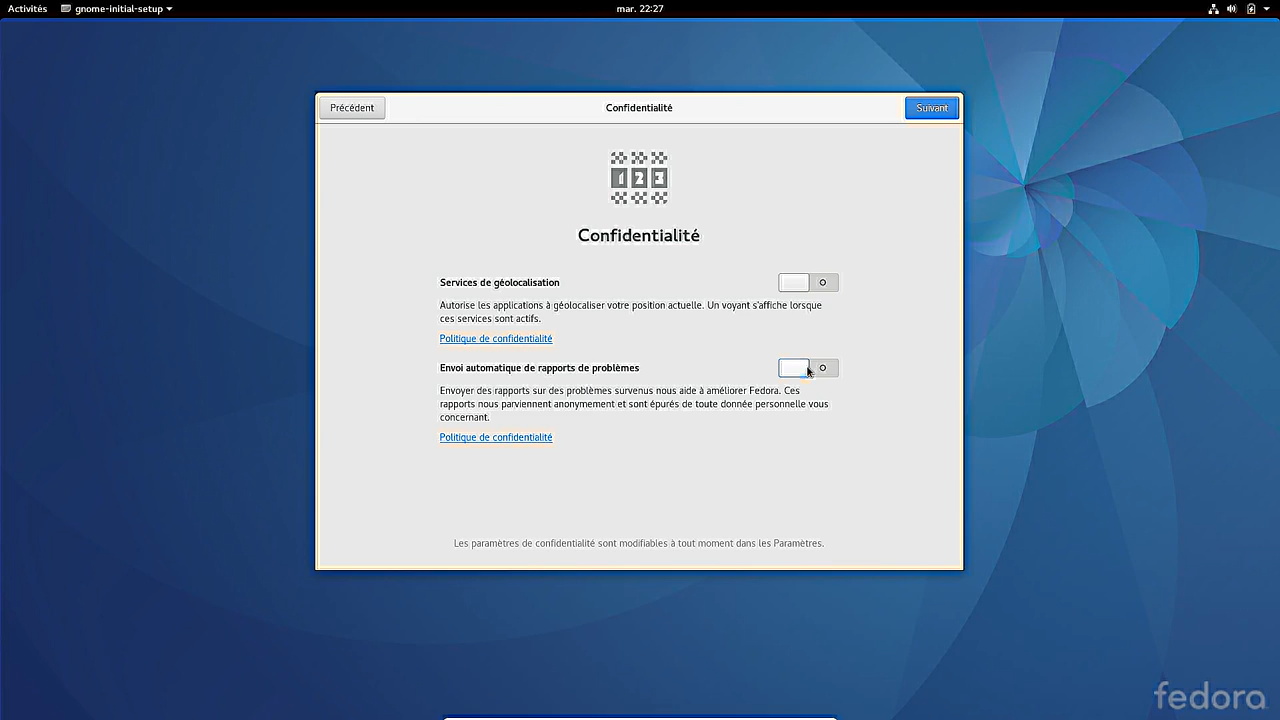 Activités
gnome-initial-setup
mar. 22:27
Précédent
Confidentialité
Suivant
1 2 3
Confidentialité
Services de géolocalisation
Autorise les applications à géolocaliser votre position actuelle. Un voyant s'affiche lorsque
ces services sont actifs.
Politique de confidentialité
Envoi automatique de rapports de problèmes
Envoyer des rapports sur des problèmes survenus nous aide à améliorer Fedora. Ces
rapports nous parviennent anonymement et sont épurés de toute donnée personnelle vous
concernant.
Politique de confidentialité
Les paramètres de confidentialité sont modifiables à tout moment dans les Paramètres.
fedora